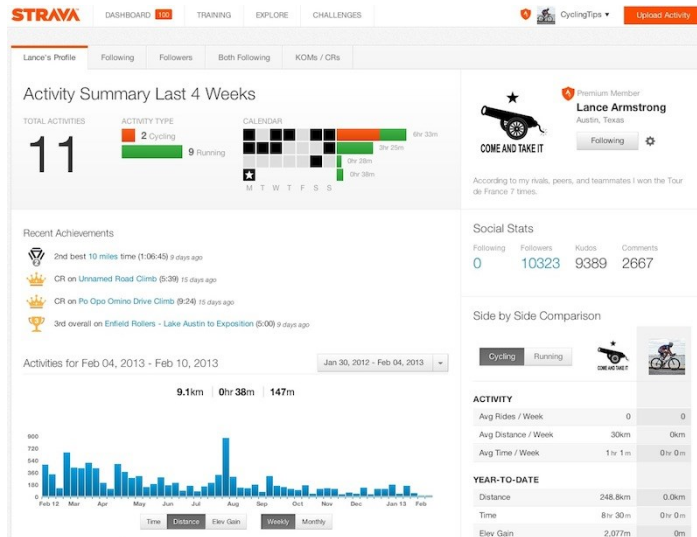 STRAVA DASHBOARD 100 TRAINING EXPLORE CHALLENGES CyclingTips Upload Activity
Lance's Profile Following Followers Both Following KOMs / CRs
Activity Summary Last 4 Weeks
TOTAL ACTIVITIES ACTIVITY TYPE CALENDAR
11
2 Cycling
9 Running
6hr 33m
3hr 25m
0hr 28m
0hr 38m
M T W T F S S
COME AND TAKE IT
Premium Member
Lance Armstrong
Austin, Texas
Following
According to my rivals, peers, and teammates I won the Tour
de France 7 times.
Recent Achievements
2
2nd best 10 miles time (1:06:45) 9 days ago
CR on Unnamed Road Climb (5:39) 15 days ago
CR on Po Opo Omino Drive Climb (9:24) 15 days ago
3rd overall on Enfield Rollers - Lake Austin to Exposition (5:00) 9 days ago
Social Stats
Following Followers Kudos Comments
0 10323 9389 2667
Activities for Feb 04, 2013 - Feb 10, 2013 Jan 30, 2012 - Feb 04, 2013
9.1km 0hr 38m 147m
900
720
540
360
180
0
Feb 12 Mar Apr May Jun Jul Aug Sep Oct Nov Dec Jan 13 Feb
Time Distance Elev Gain Weekly Monthly
Side by Side Comparison
Cycling Running COME AND TAKE IT
ACTIVITY
Avg Rides / Week 0 0
Avg Distance / Week 30km 0km
Avg Time / Week 1hr 1m 0hr 0m
YEAR-TO-DATE
Distance 248.8km 0.0km
Time 8hr 30m 0hr 0m
Elev Gain 2,077m 0m